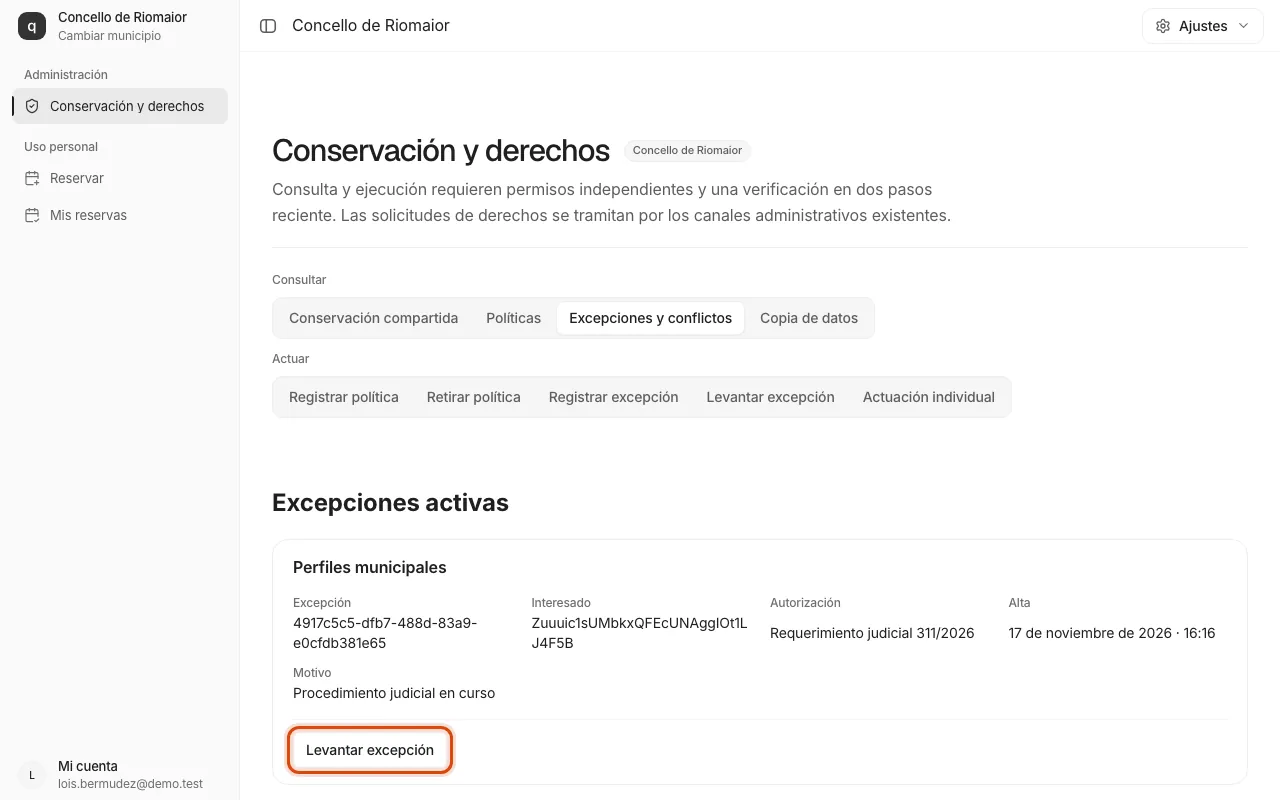 q
Concello de Riomaior
Cambiar municipio
Administración
Conservación y derechos
Uso personal
Reservar
Mis reservas
L
Mi cuenta
lois.bermudez@demo.test
Concello de Riomaior
Ajustes
Conservación y derechos
Concello de Riomaior
Consulta y ejecución requieren permisos independientes y una verificación en dos pasos
reciente. Las solicitudes de derechos se tramitan por los canales administrativos existentes.
Consultar
Conservación compartida
Políticas
Excepciones y conflictos
Copia de datos
Actuar
Registrar política
Retirar política
Registrar excepción
Levantar excepción
Actuación individual
Excepciones activas
Perfiles municipales
Excepción
4917c5c5-dfb7-488d-83a9-
e0cfdb381e65
Interesado
Zuuuic1sUMbkxQFEcUNAggIOt1L
J4F5B
Autorización
Requerimiento judicial 311/2026
Alta
17 de noviembre de 2026 · 16:16
Motivo
Procedimiento judicial en curso
Levantar excepción